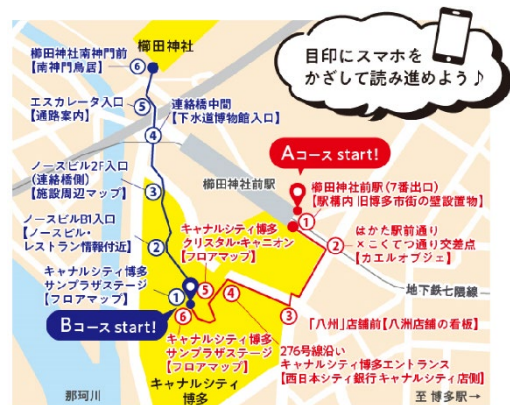 目印にスマホを
かざして読み進めよう♪
櫛田神社
櫛田神社南神門前
【南神門鳥居】
⑥
エスカレータ入口
【通路案内】
⑤
連絡橋中間
【下水道博物館入口】
④
ノースビル2F入口
(連絡橋側)
【施設周辺マップ】
③
ノースビルB1入口
【ノースビル・
レストラン情報付近】
②
キャナルシティ博多
サンプラザステージ
【フロアマップ】
①
Bコース start!
Aコース start!
櫛田神社前駅
櫛田神社前駅(7番出口)
【駅構内 旧博多市街の壁設置物】
①
はかた駅前通り
×こくてつ通り交差点
【カエルオブジェ】
②
地下鉄七隈線
「八州」店舗前【八洲店舗の看板】
③
276号線沿い
キャナルシティ博多エントランス
【西日本シティ銀行 キャナルシティ店側】
④
キャナルシティ博多
クリスタル・キャニオン
【フロアマップ】
⑤
キャナルシティ博多
サンプラザステージ
【フロアマップ】
⑥
キャナルシティ
博多
那珂川
至 博多駅→